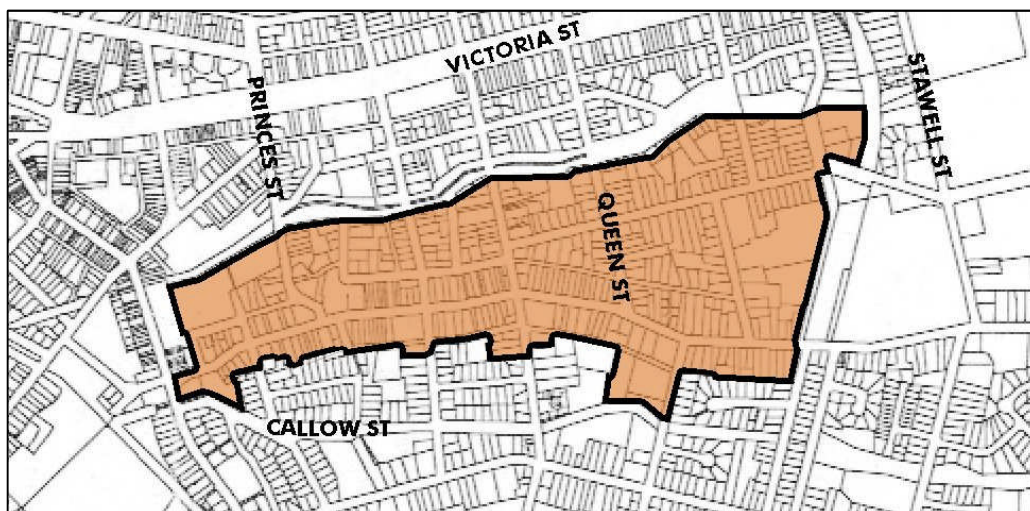 VICTORIA ST
PRINCES ST
STAWELL ST
QUEEN ST
CALLOW ST